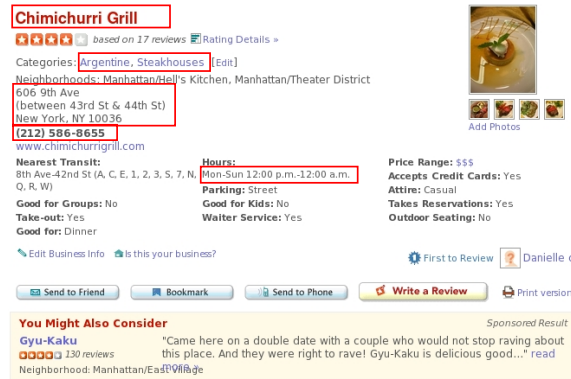 Chimichurri Grill
based on 17 reviews Rating Details »
Categories: Argentine, Steakhouses [Edit]
Neighborhoods: Manhattan/Hell's Kitchen, Manhattan/Theater District
606 9th Ave
(between 43rd St & 44th St)
New York, NY 10036
(212) 586-8655
www.chimichurrigrill.com
Add Photos
Nearest Transit:
8th Ave-42nd St (A, C, E, 1, 2, 3, S, 7, N,
Q, R, W)
Good for Groups: No
Take-out: Yes
Good for: Dinner
Hours:
Mon-Sun 12:00 p.m.-12:00 a.m.
Parking: Street
Good for Kids: No
Waiter Service: Yes
Price Range: $$$
Accepts Credit Cards: Yes
Attire: Casual
Takes Reservations: Yes
Outdoor Seating: No
Edit Business Info Is this your business?
First to Review Danielle
Send to Friend Bookmark Send to Phone Write a Review Print version
You Might Also Consider Sponsored Result
Gyu-Kaku
130 reviews
Neighborhood: Manhattan/East Village
"Came here on a double date with a couple who would not stop raving about
this place. And they were right to rave! Gyu-Kaku is delicious good..." read
more »